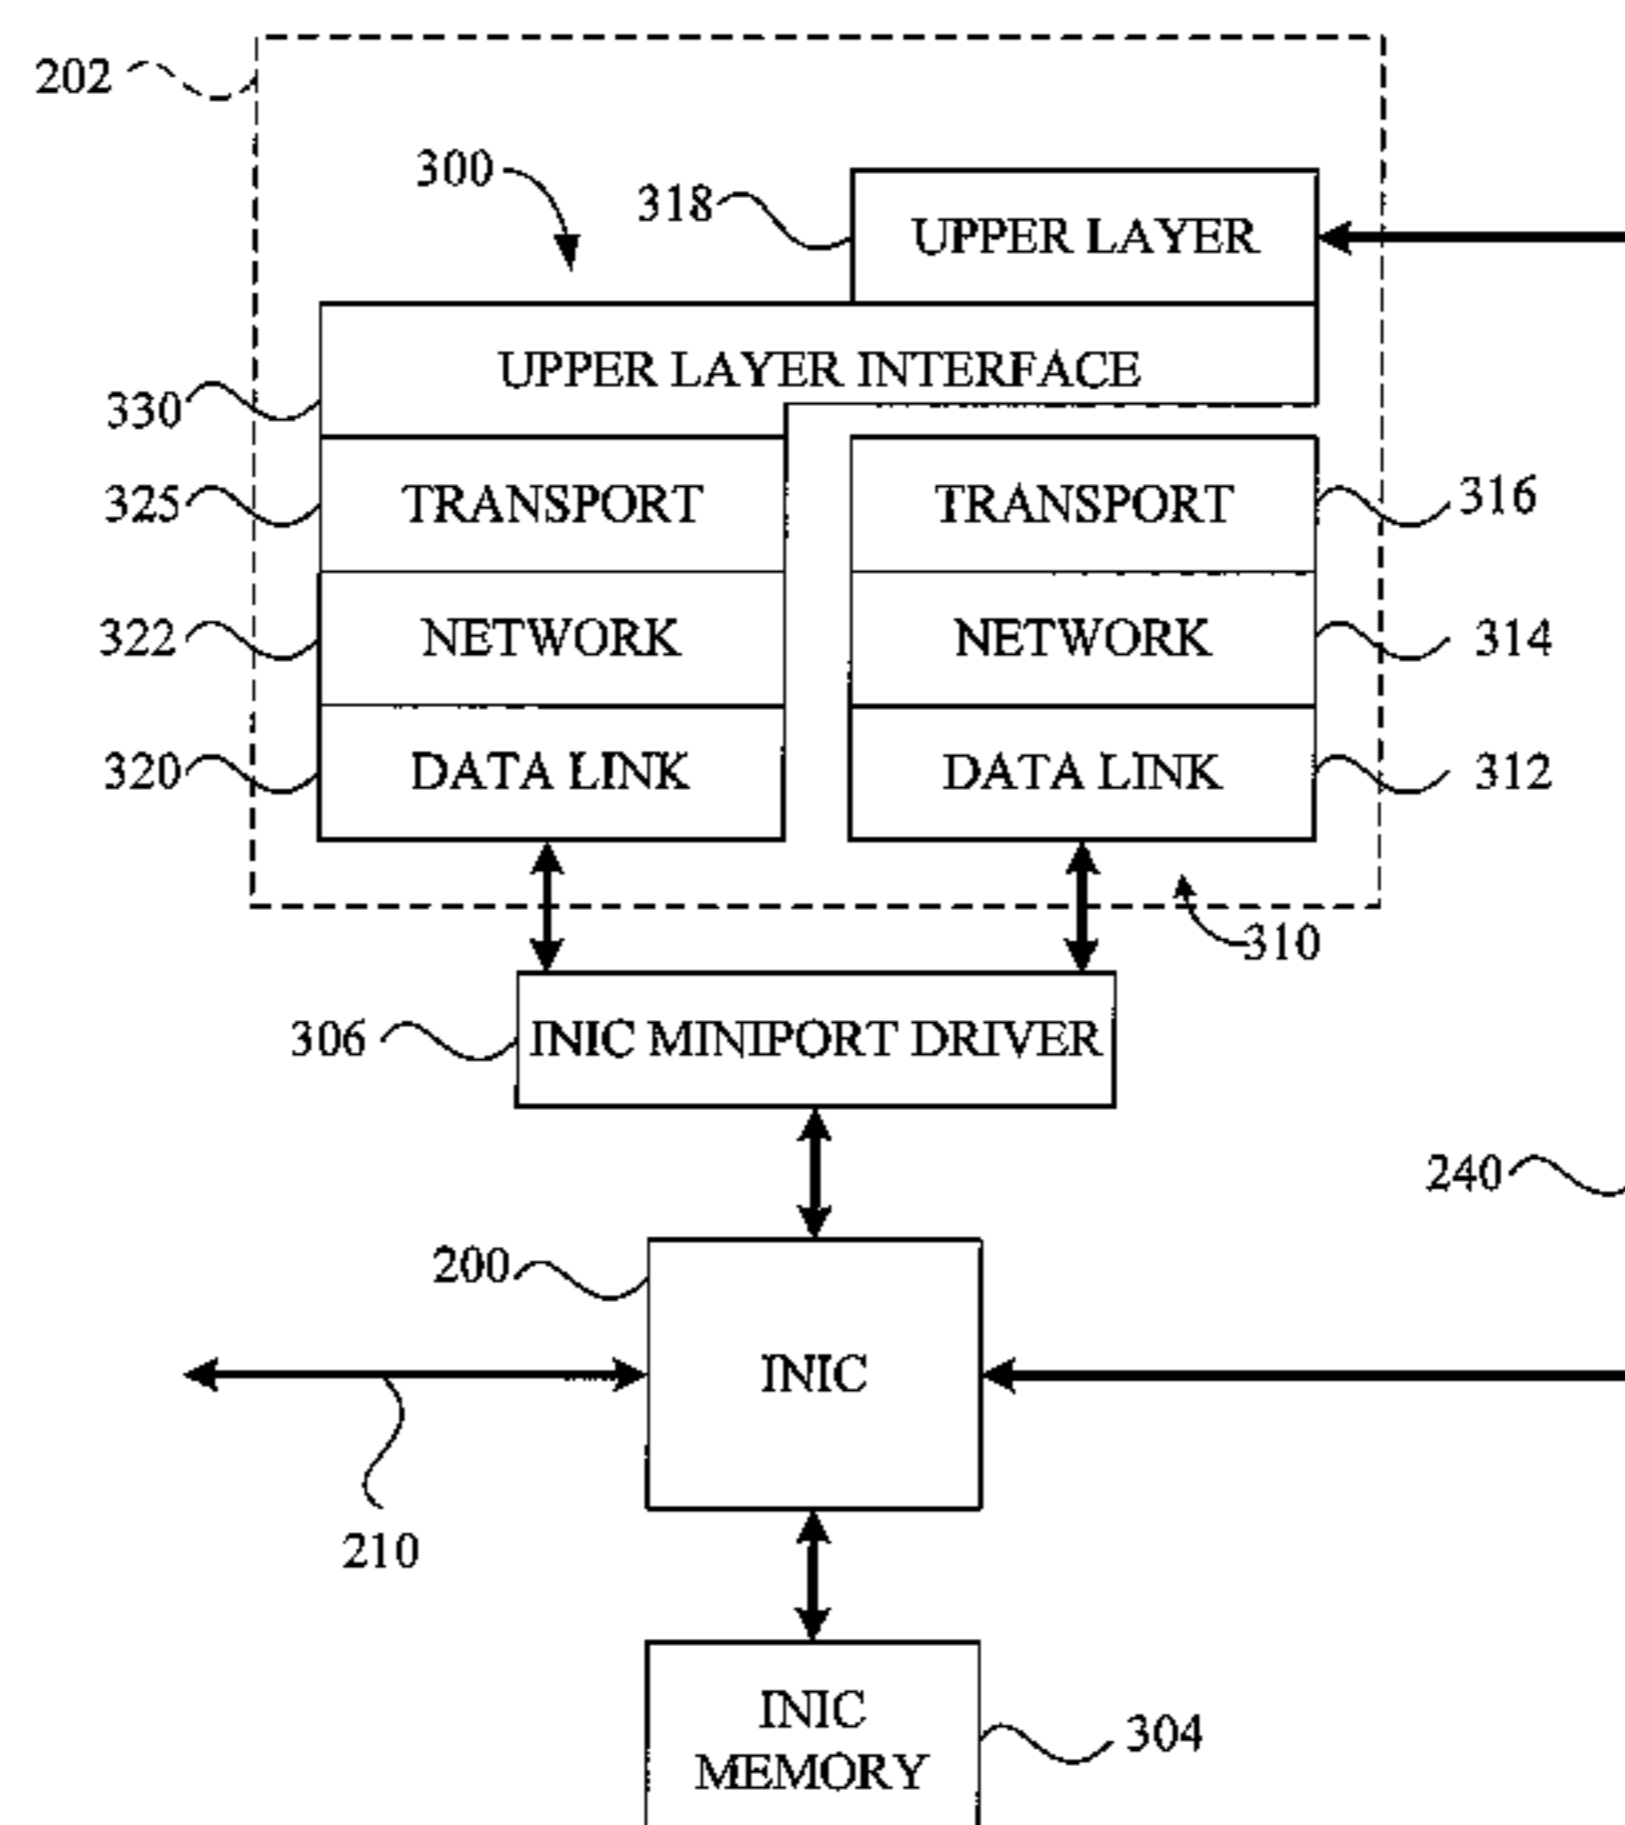 202
300
318
UPPER LAYER
UPPER LAYER INTERFACE
330
325
TRANSPORT
TRANSPORT
316
322
NETWORK
NETWORK
314
320
DATA LINK
DATA LINK
312
310
306
INIC MINIPORT DRIVER
240
200
INIC
210
INIC
MEMORY
304